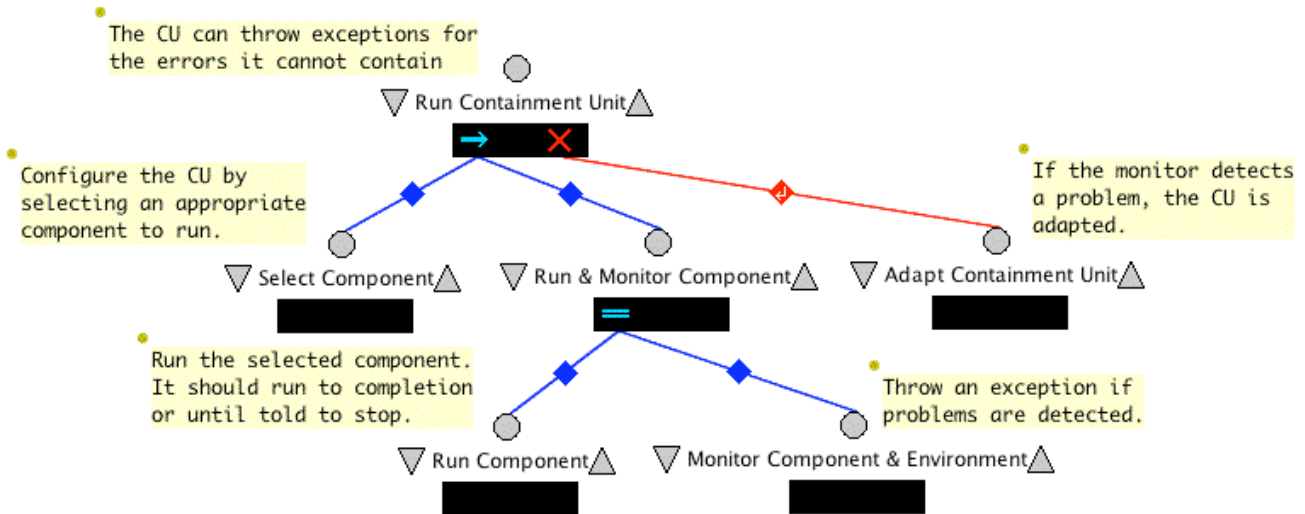 The CU can throw exceptions for
the errors it cannot contain
Run Containment Unit
Configure the CU by
selecting an appropriate
component to run.
If the monitor detects
a problem, the CU is
adapted.
Select Component
Run & Monitor Component
Adapt Containment Unit
Run the selected component.
It should run to completion
or until told to stop.
Throw an exception if
problems are detected.
Run Component
Monitor Component & Environment